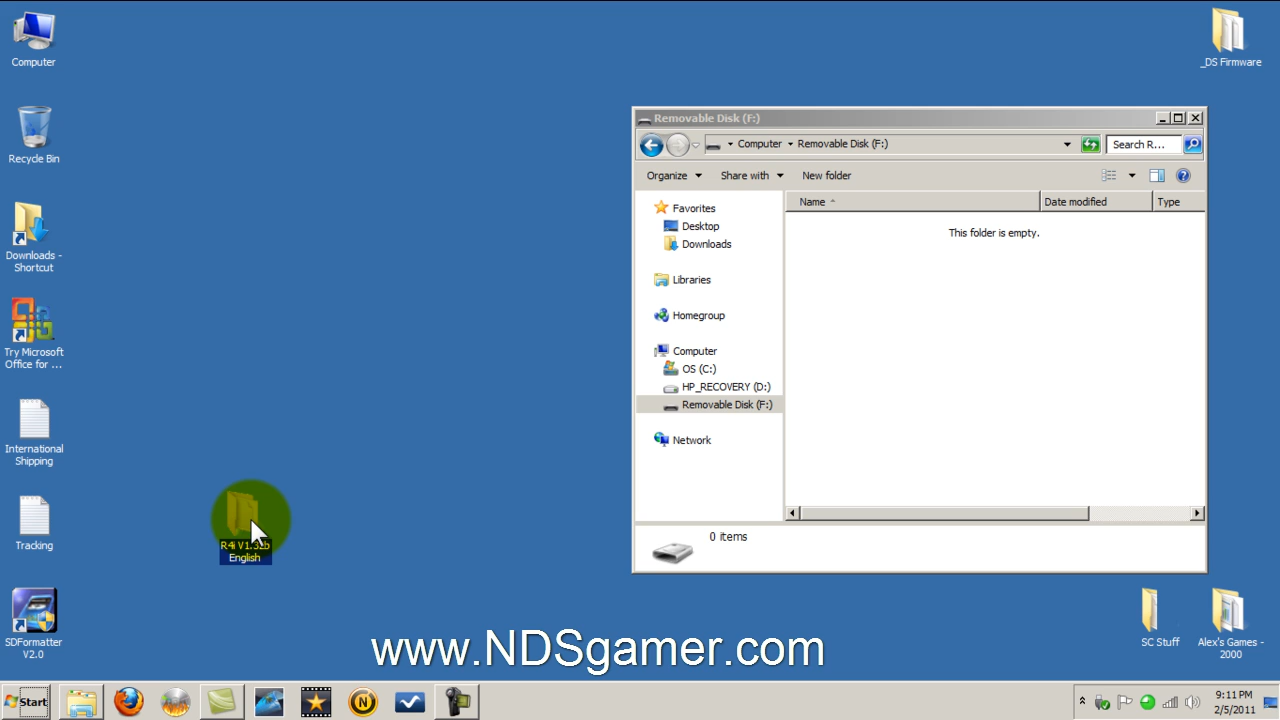 Computer
Recycle Bin
Downloads -
Shortcut
Try Microsoft
Office for ...
International
Shipping
Tracking
SDFormatter
V2.0
R4i V1.32b
English
_DS Firmware
Removable Disk (F:)
Computer
Removable Disk (F:)
Search R...
Organize
Share with
New folder
Name
Date modified
Type
Favorites
Desktop
Downloads
Libraries
Homegroup
Computer
OS (C:)
HP_RECOVERY (D:)
Removable Disk (F:)
Network
This folder is empty.
0 items
SC Stuff
Alex's Games -
2000
www.NDSgamer.com
Start
9:11 PM
2/5/2011